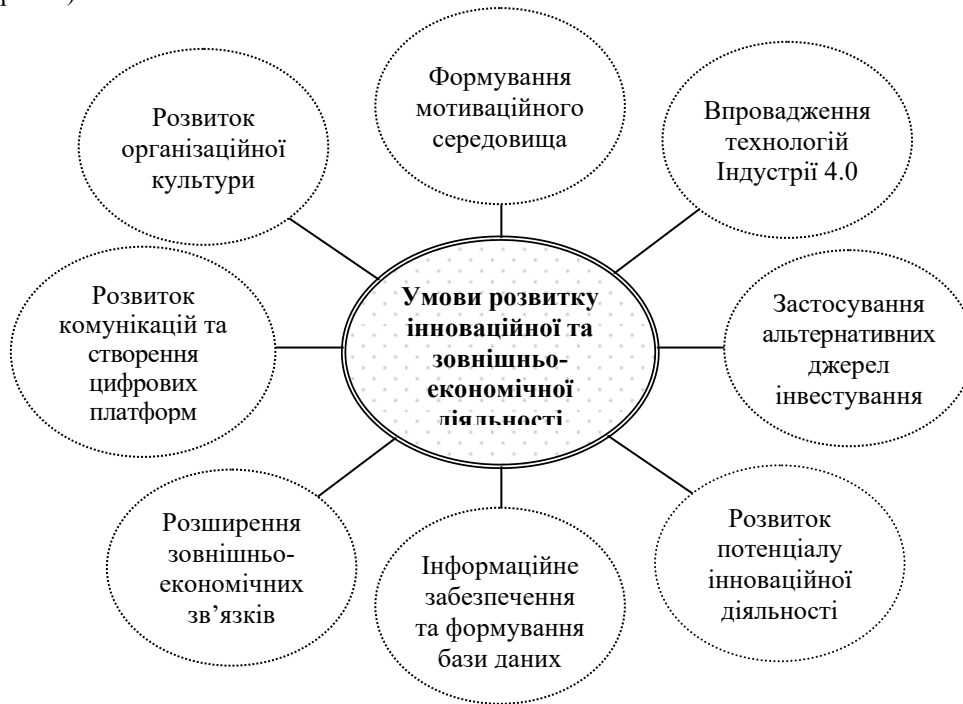 Формування
мотиваційного
середовища
Розвиток
організаційної
культури
Впровадження
технологій
Індустрії 4.0
Розвиток
комунікацій та
створення
цифрових
платформ
Умови розвитку
інноваційної та
зовнішньо-
економічної
діяльності
Застосування
альтернативних
джерел
інвестування
Розширення
зовнішньо-
економічних
зв’язків
Інформаційне
забезпечення
та формування
бази даних
Розвиток
потенціалу
інноваційної
діяльності